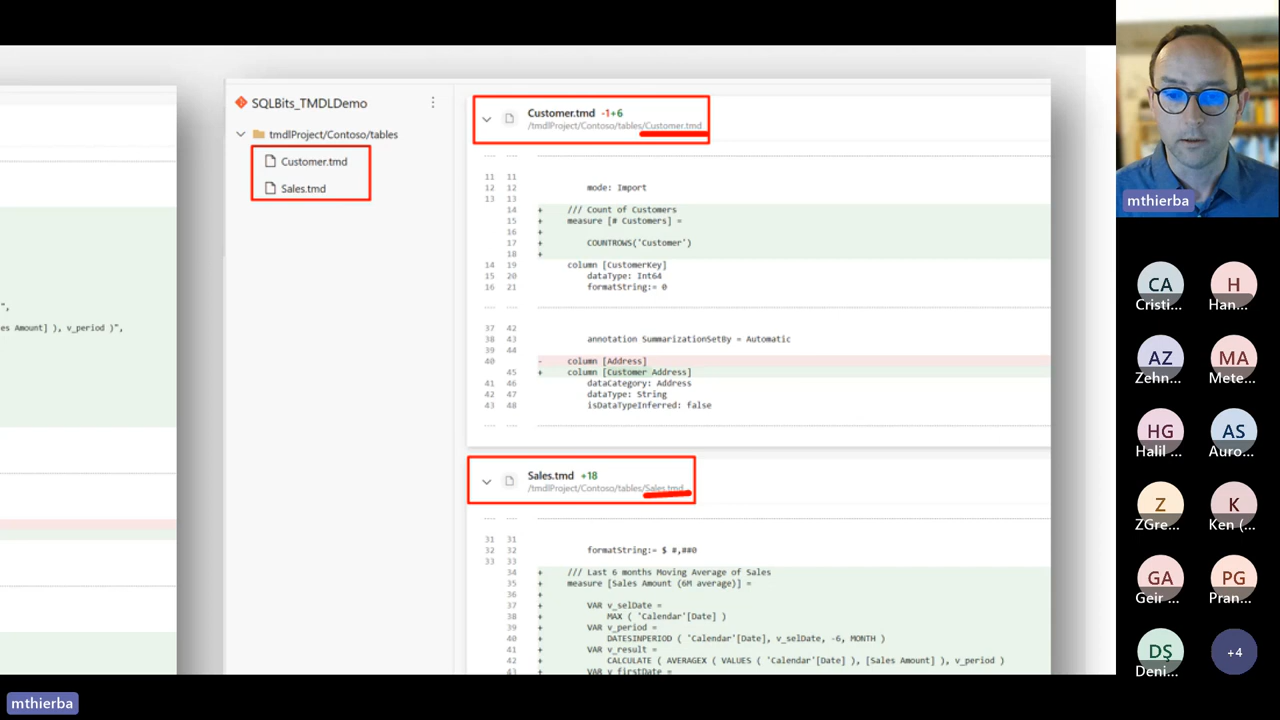 ",
es Amount] ), v_period )",
SQLBits_TMDLDemo
tmdlProject/Contoso/tables
Customer.tmd
Sales.tmd
Customer.tmd -1+6
/tmdlProject/Contoso/tables/Customer.tmd
11 11
12 12 mode: Import
13 13
14 + /// Count of Customers
15 + measure [# Customers] =
16 +
17 + COUNTROWS('Customer')
18 +
14 19 column [CustomerKey]
15 20 dataType: Int64
16 21 formatString:= 0
37 42
38 43 annotation SummarizationSetBy = Automatic
39 44
40 - column [Address]
45 + column [Customer Address]
41 46 dataCategory: Address
42 47 dataType: String
43 48 isDataTypeInferred: false
Sales.tmd +18
/tmdlProject/Contoso/tables/Sales.tmd
31 31
32 32 formatString:= $ #,##0
33 33
34 + /// Last 6 months Moving Average of Sales
35 + measure [Sales Amount (6M average)] =
36 +
37 + VAR v_selDate =
38 + MAX ( 'Calendar'[Date] )
39 + VAR v_period =
40 + DATESINPERIOD ( 'Calendar'[Date], v_selDate, -6, MONTH )
41 + VAR v_result =
42 + CALCULATE ( AVERAGEX ( VALUES ( 'Calendar'[Date] ), [Sales Amount] ), v_period )
43 + VAR v_firstDate =
mthierba
CA H
Cristi... Han...
AZ MA
Zehn... Mete...
HG AS
Halil ... Auro...
Z K
ZGre... Ken (...
GA PG
Geir ... Pran...
DŞ +4
Deni...
mthierba